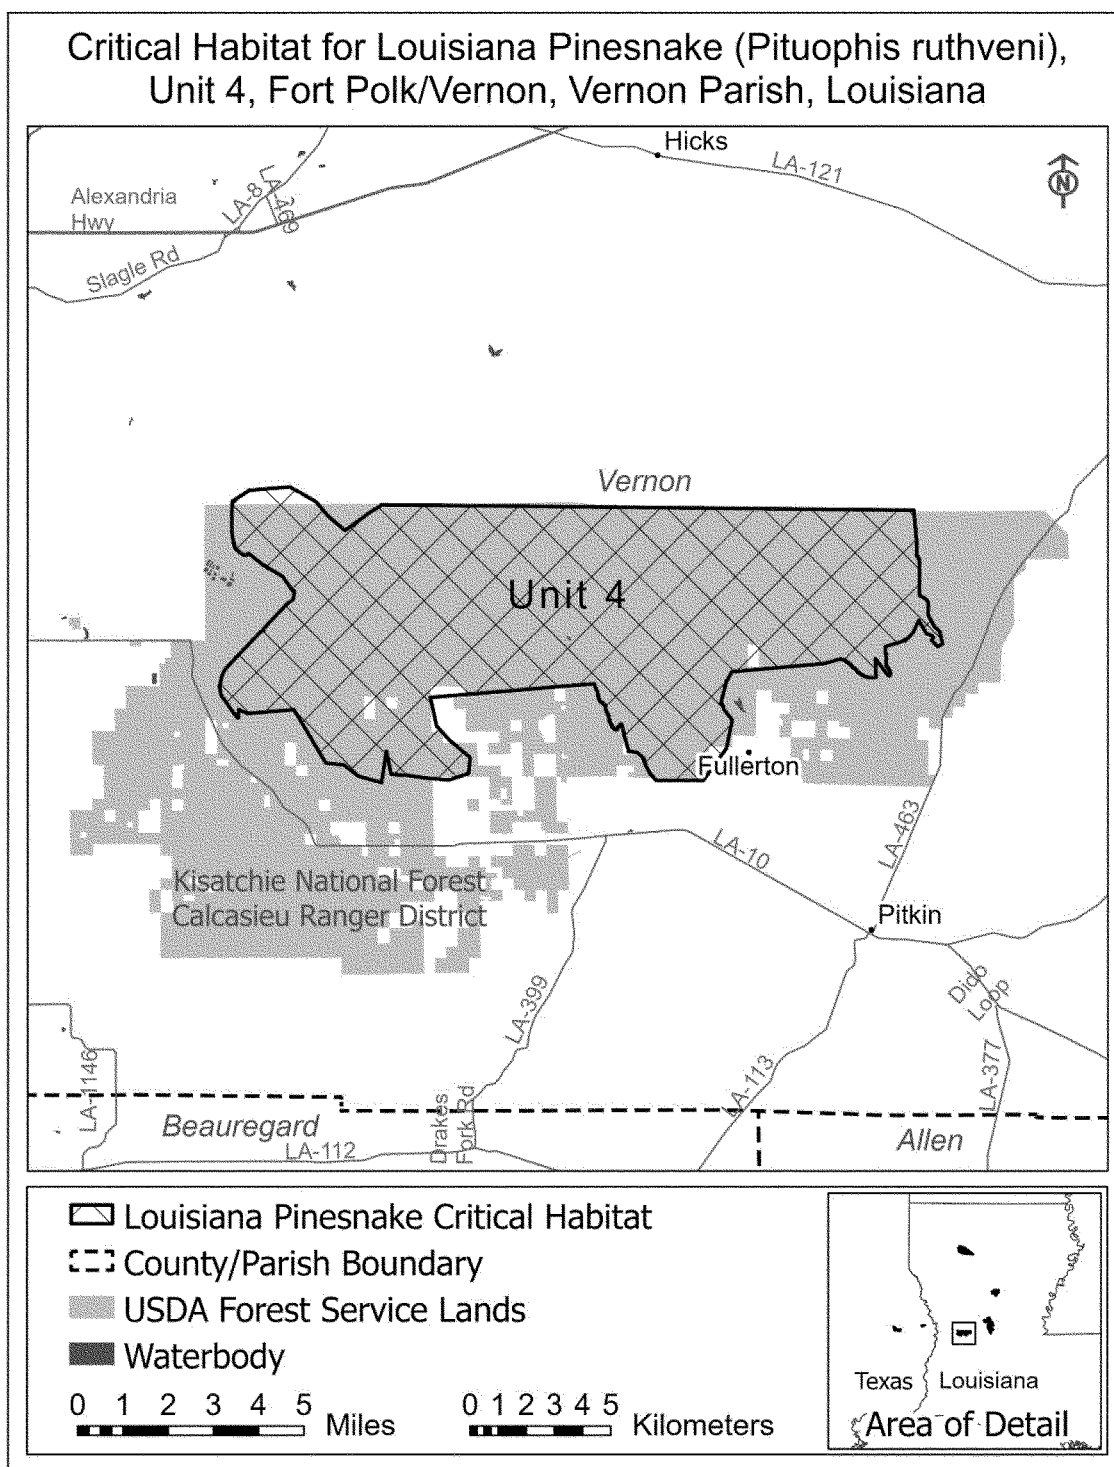 Critical Habitat for Louisiana Pinesnake (Pituophis ruthveni),
Unit 4, Fort Polk/Vernon, Vernon Parish, Louisiana
Hicks
LA-121
N
Alexandria
Hwy
LA-8
LA-469
Slagle Rd
Vernon
Unit 4
Fullerton
LA-463
LA-10
Kisatchie National Forest
Calcasieu Ranger District
Pitkin
Dido
Loop
LA-399
LA-113
LA-377
LA-1146
Beauregard
Drakes
Fork Rd
LA-112
Allen
Louisiana Pinesnake Critical Habitat
County/Parish Boundary
USDA Forest Service Lands
Waterbody
0 1 2 3 4 5
Miles
0 1 2 3 4 5
Kilometers
Texas
Louisiana
Area of Detail